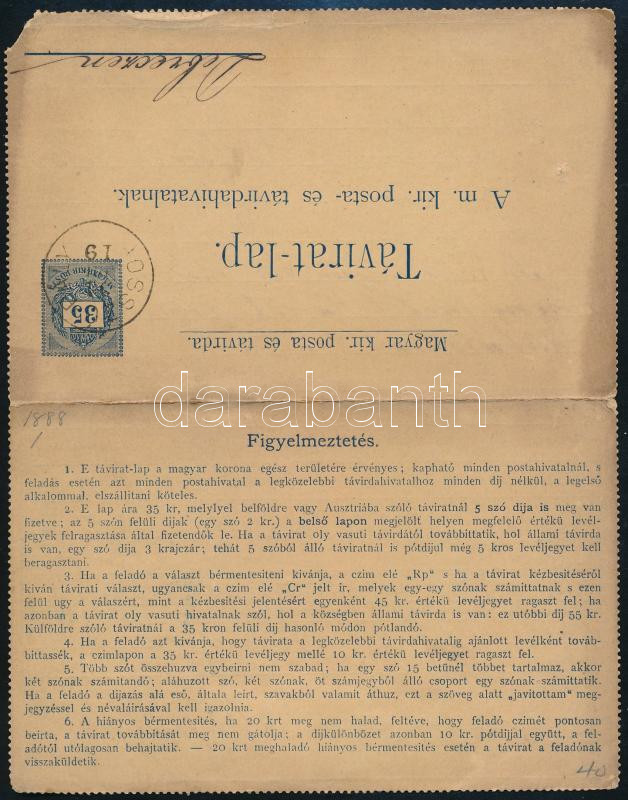 Magyar kir. posta és távirda.
Távirat-lap.
A m. kir. posta- és távirdahivatalnak.
Debreczen
MAGY. KIR. POSTA
35
19
1888
1
darabanth
Figyelmeztetés.
1. E távirat-lap a magyar korona egész területére érvényes; kapható minden postahivatalnál, s
feladás esetén azt minden postahivatal a legközelebbi távirdahivatalhoz minden díj nélkül, a legelső
alkalommal, elszállitani köteles.
2. E lap ára 35 kr, melylyel belföldre vagy Ausztriába szóló táviratnál 5 szó dija is meg van
fizetve; az 5 szón felüli dijak (egy szó 2 kr.) a belső lapon megjelölt helyen megfelelő értékü levél-
jegyek felragasztása által fizetendők le. Ha a távirat oly vasuti távirdától továbbittatik, hol állami távirda
is van, egy szó dija 3 krajczár; tehát 5 szóból álló táviratnál is pótdijul még 5 kros levéljegyet kell
beragasztani.
3. Ha a feladó a választ bérmentesiteni kivánja, a czim elé „Rp“ s ha a távirat kézbesitéséről
kiván távirati választ, ugyancsak a czim elé „Cr“ jelt ir, melyek egy-egy szónak számittatnak s ezen
felül ugy a válaszért, mint a kézbesitési jelentésért egyenként 45 kr. értékü levéljegyet ragaszt fel; ha
azonban a távirat oly vasuti hivatalnak szól, hol a községben állami távirda is van: ez utóbbi díj 55 kr.
Külföldre szóló táviratnál a 35 kron felüli dij hasonló módon pótlandó.
4. Ha a feladó azt kivánja, hogy távirata a legközelebbi távirdahivatalig ajánlott levélként továb-
bittassék, a czimlapon a 35 kr. értékü levéljegy mellé 10 kr. értékü levéljegyet ragaszt fel.
5. Több szót összehuzva egybeirni nem szabad; ha egy szó 15 betünél többet tartalmaz, akkor
két szónak számitandó; aláhuzott szó, két szónak, öt számjegyből álló csoport egy szónak számittatik.
Ha a feladó a dijazás alá eső, általa leirt, szavakból valamit áthuz, ezt a szöveg alatt „javitottam“ meg-
jegyzéssel és névaláirásával kell igazolnia.
6. A hiányos bérmentesités, ha 20 krt meg nem halad, feltéve, hogy feladó czimét pontosan
beirta, a távirat továbbitását meg nem gátolja; a dijkülönbözet azonban 10 kr. pótdijjal együtt, a fel-
adótól utólagosan behajtatik. — 20 krt meghaladó hiányos bérmentesités esetén a távirat a feladónak
visszaküldetik.
40